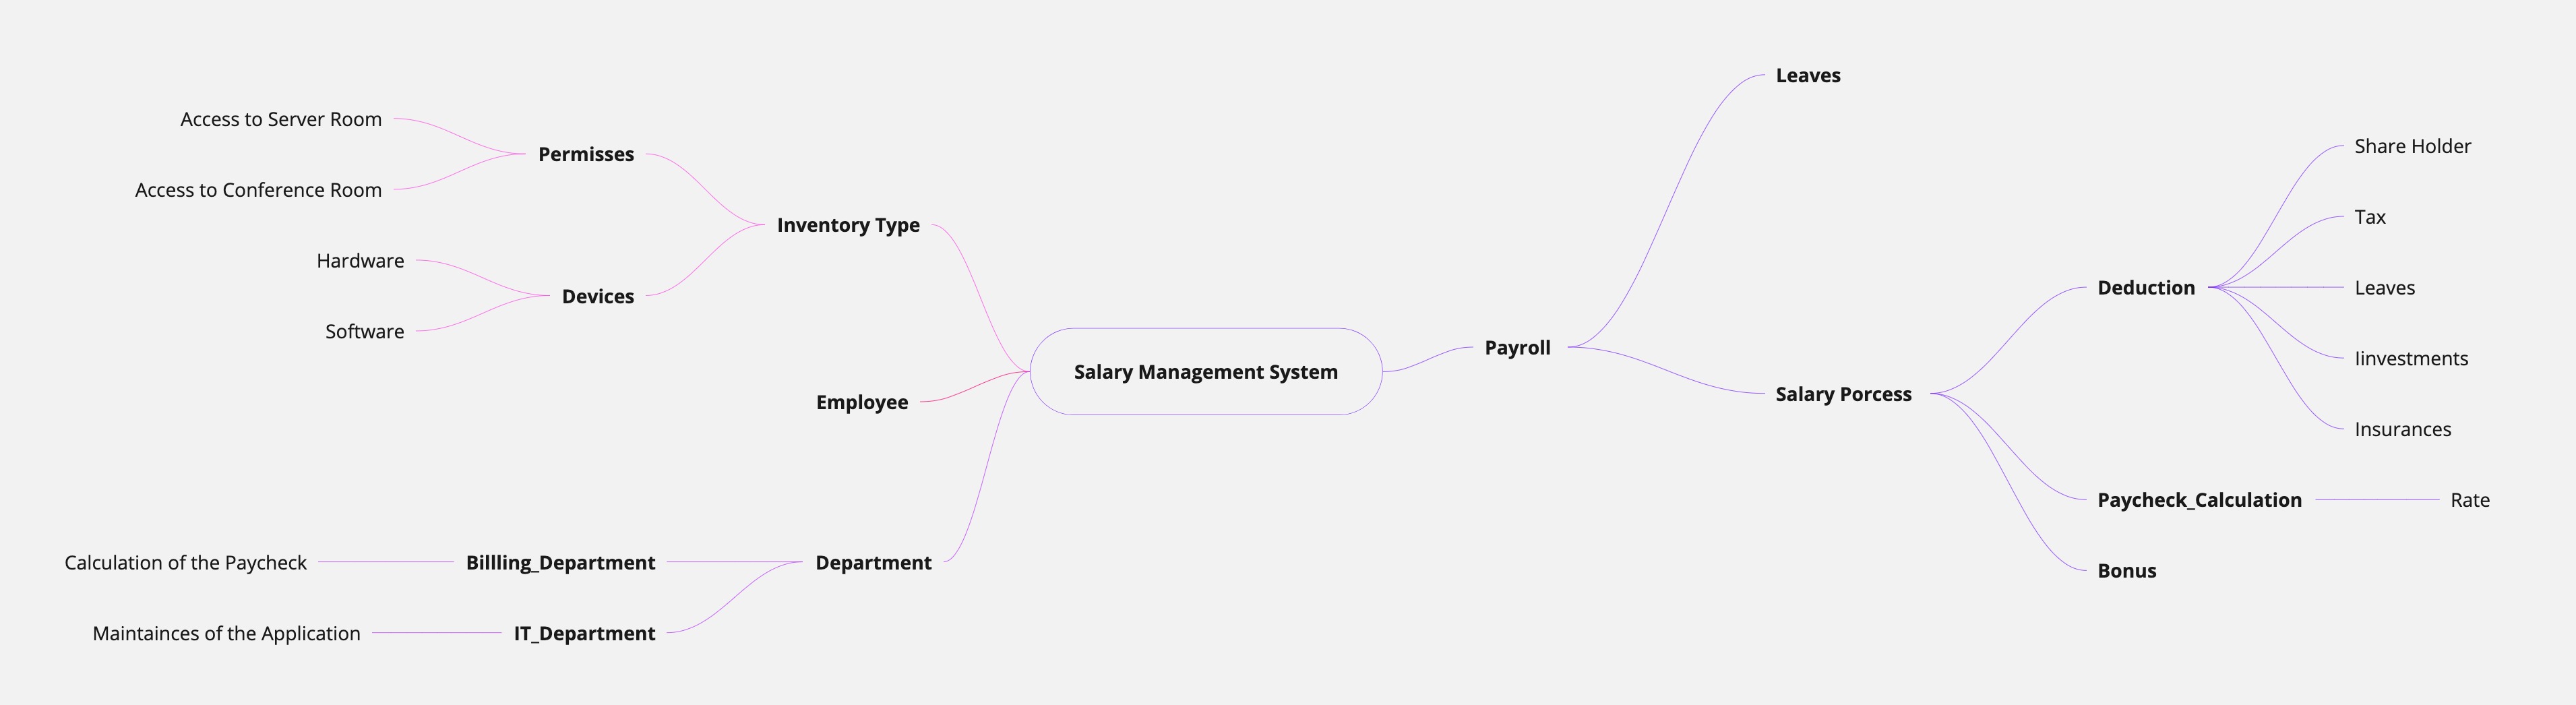 Leaves
Access to Server Room
Share Holder
Permisses
Access to Conference Room
Tax
Inventory Type
Hardware
Deduction
Leaves
Devices
Software
Payroll
Iinvestments
Salary Management System
Salary Porcess
Employee
Insurances
Paycheck_Calculation
Rate
Calculation of the Paycheck
Billling_Department
Department
Bonus
Maintainces of the Application
IT_Department